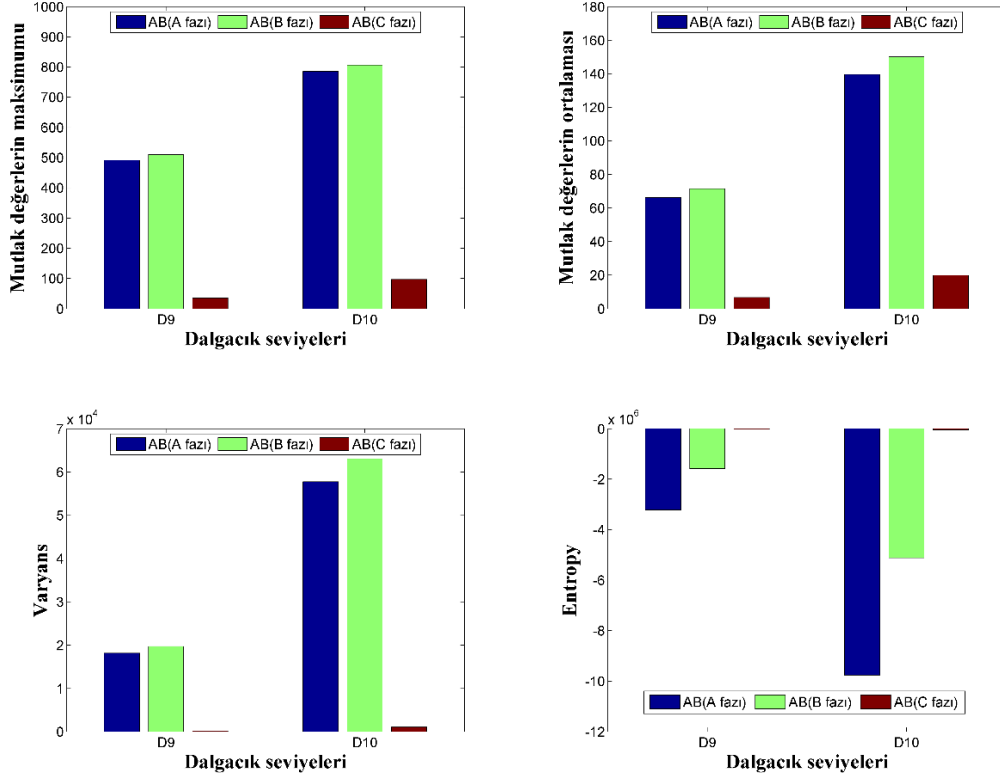 AB(A fazı) AB(B fazı) AB(C fazı)
Mutlak değerlerin maksimumu
1000
900
800
700
600
500
400
300
200
100
0
D9 D10
Dalgacık seviyeleri
AB(A fazı) AB(B fazı) AB(C fazı)
Mutlak değerlerin ortalaması
180
160
140
120
100
80
60
40
20
0
D9 D10
Dalgacık seviyeleri
x 10^4
AB(A fazı) AB(B fazı) AB(C fazı)
Varyans
7
6
5
4
3
2
1
0
D9 D10
Dalgacık seviyeleri
x 10^6
Entropy
0
-2
-4
-6
-8
-10
-12
AB(A fazı) AB(B fazı) AB(C fazı)
D9 D10
Dalgacık seviyeleri